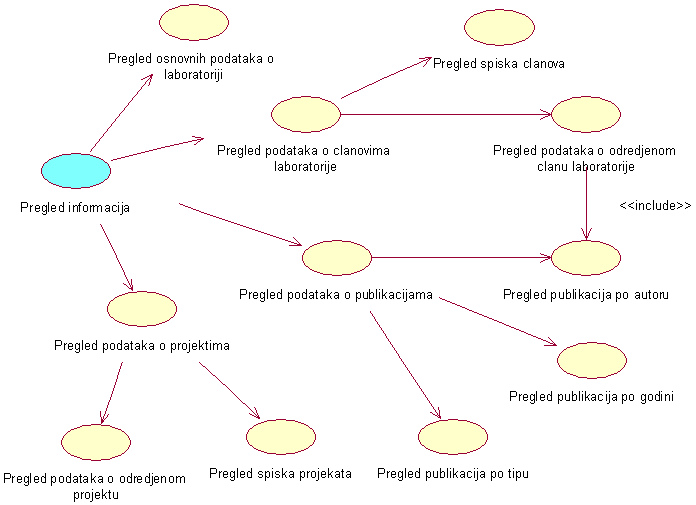 Pregled osnovnih podataka o
laboratoriji
Pregled spiska clanova
Pregled podataka o clanovima
laboratorije
Pregled podataka o odredjenom
clanu laboratorije
Pregled informacija
<<include>>
Pregled podataka o publikacijama
Pregled publikacija po autoru
Pregled podataka o projektima
Pregled publikacija po godini
Pregled podataka o odredjenom
projektu
Pregled spiska projekata
Pregled publikacija po tipu